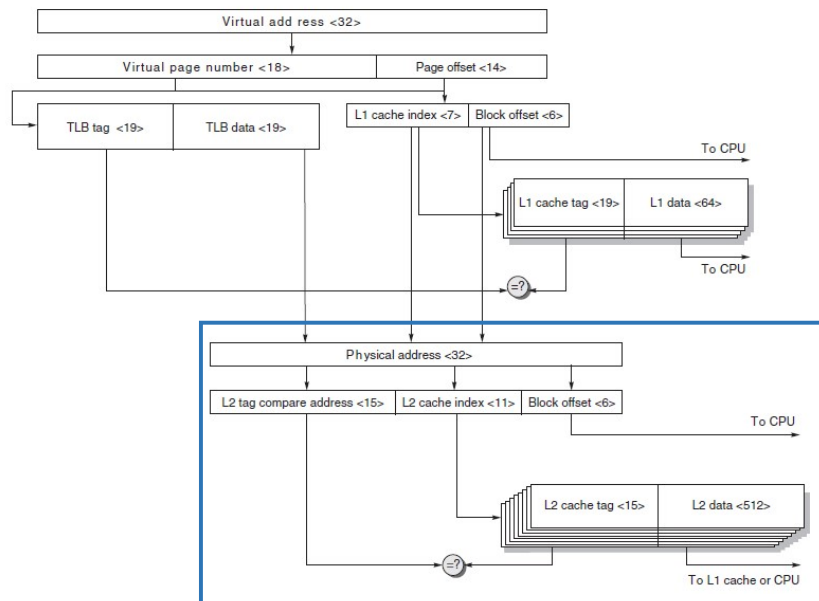 Virtual add ress <32>
Virtual page number <18> Page offset <14>
TLB tag <19> TLB data <19>
L1 cache index <7> Block offset <6>
To CPU
L1 cache tag <19> L1 data <64>
To CPU
=?
Physical address <32>
L2 tag compare address <15> L2 cache index <11> Block offset <6>
To CPU
L2 cache tag <15> L2 data <512>
=?
To L1 cache or CPU